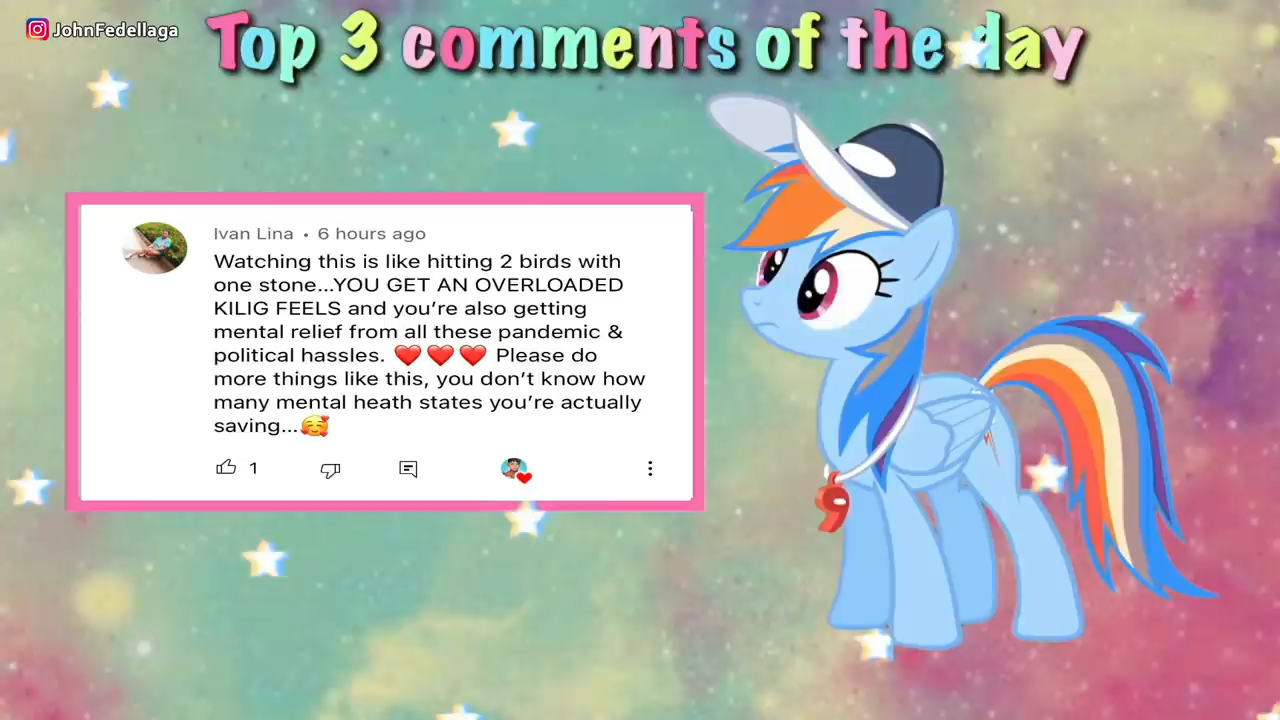 JohnFedellaga
Top 3 comments of the day
Ivan Lina • 6 hours ago
Watching this is like hitting 2 birds with
one stone...YOU GET AN OVERLOADED
KILIG FEELS and you're also getting
mental relief from all these pandemic &
political hassles. ❤️❤️❤️ Please do
more things like this, you don't know how
many mental heath states you're actually
saving...🥰
1